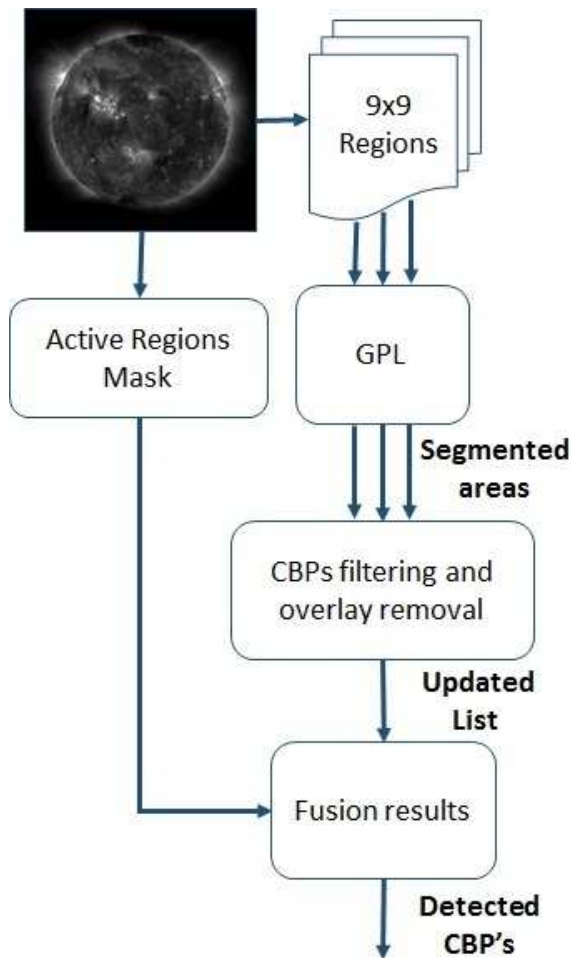 9x9
Regions
Active Regions
Mask
GPL
Segmented
areas
CBPs filtering and
overlay removal
Updated
List
Fusion results
Detected
CBP's